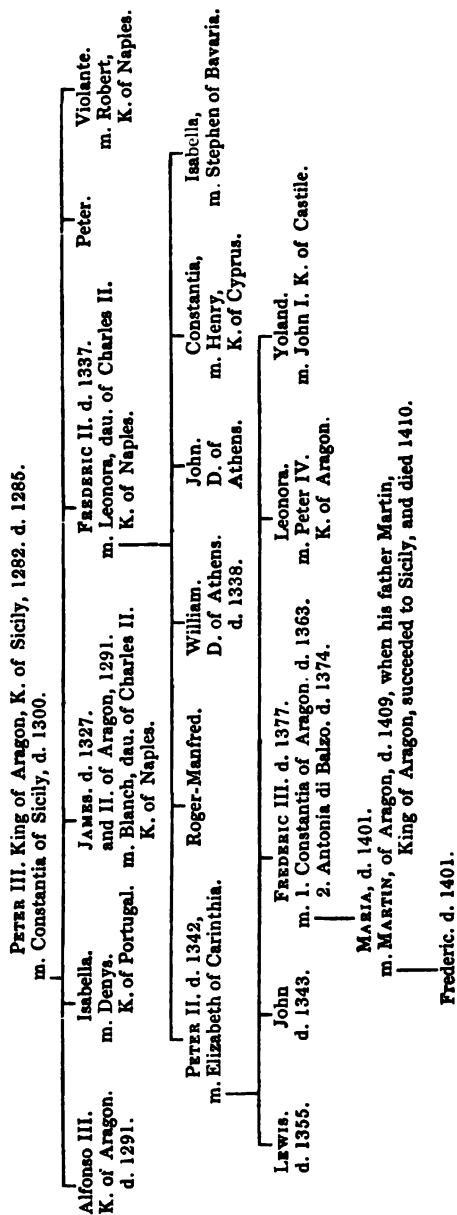 PETER III. King of Aragon, K. of Sicily, 1282. d. 1285.
m. Constantia of Sicily, d. 1300.
Alfonso III.
K. of Aragon.
d. 1291.
Isabella.
m. Denys.
K. of Portugal.
JAMES. d. 1327.
and II. of Aragon, 1291.
m. Blanch, dau. of Charles II.
K. of Naples.
FREDERIC II. d. 1337.
m. Leonora, dau. of Charles II.
K. of Naples.
Peter.
Violante.
m. Robert,
K. of Naples.
PETER II. d. 1342,
m. Elizabeth of Carinthia.
Roger-Manfred.
William.
D. of Athens.
d. 1338.
John.
D. of
Athens.
Constantia,
m. Henry,
K. of Cyprus.
Isabella,
m. Stephen of Bavaria.
LEWIS.
d. 1355.
John
d. 1343.
FREDERIC III. d. 1377.
m. 1. Constantia of Aragon. d. 1363.
2. Antonia di Balzo. d. 1374.
Leonora.
m. Peter IV.
K. of Aragon.
Yoland.
m. John I. K. of Castile.
MARIA, d. 1401.
m. MARTIN, of Aragon, d. 1409, when his father Martin,
King of Aragon, succeeded to Sicily, and died 1410.
Frederic. d. 1401.